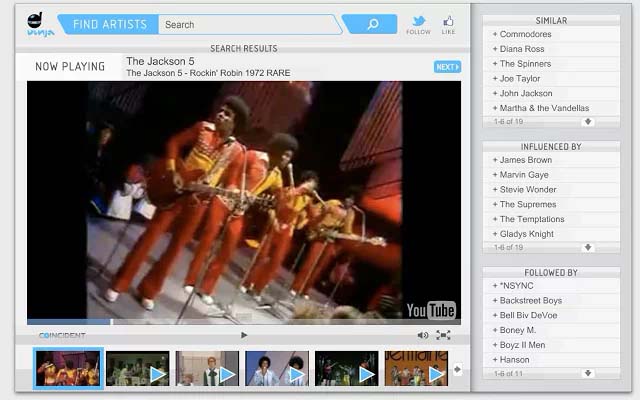 FIND ARTISTS
Search
FOLLOW
LIKE
SEARCH RESULTS
NOW PLAYING
The Jackson 5
The Jackson 5 - Rockin' Robin 1972 RARE
NEXT
YouTube
COINCIDENT
SIMILAR
+ Commodores
+ Diana Ross
+ The Spinners
+ Joe Taylor
+ John Jackson
+ Martha & the Vandellas
1-6 of 19
INFLUENCED BY
+ James Brown
+ Marvin Gaye
+ Stevie Wonder
+ The Supremes
+ The Temptations
+ Gladys Knight
1-6 of 19
FOLLOWED BY
+ *NSYNC
+ Backstreet Boys
+ Bell Biv DeVoe
+ Boney M.
+ Boyz II Men
+ Hanson
1-6 of 11